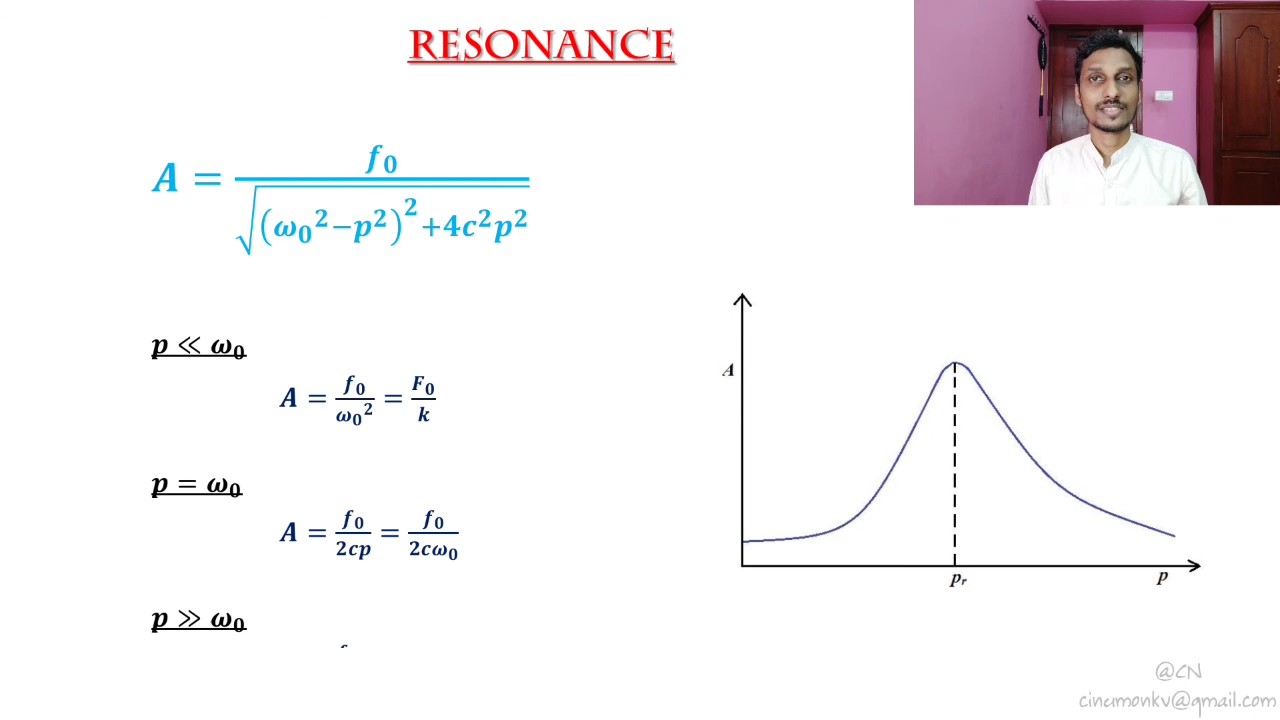 RESONANCE
A = f₀ / √((ω₀² − p²)² + 4c²p²)
p ≪ ω₀
A = f₀ / ω₀² = F₀ / k
p = ω₀
A = f₀ / 2cp = f₀ / 2cω₀
p ≫ ω₀
A
pᵣ
p
@CN
cinumonkv@gmail.com